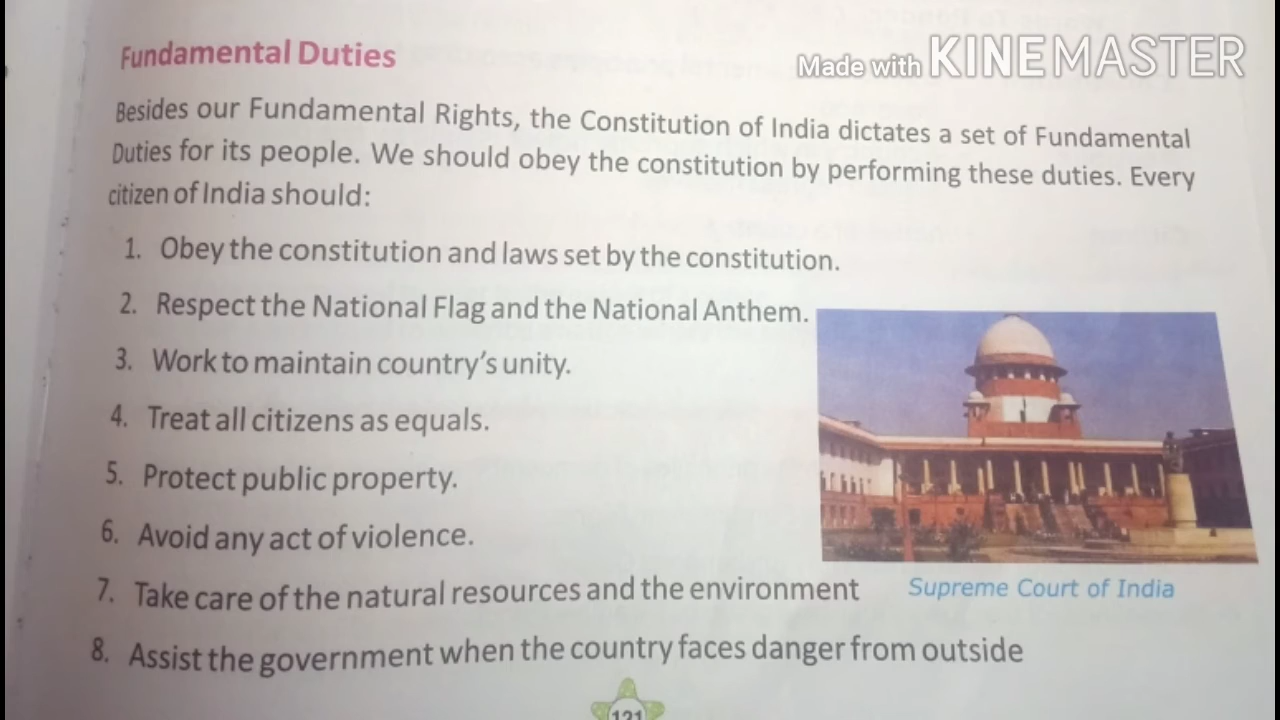 Fundamental Duties
Made with KINEMASTER
Besides our Fundamental Rights, the Constitution of India dictates a set of Fundamental
Duties for its people. We should obey the constitution by performing these duties. Every
citizen of India should:
1. Obey the constitution and laws set by the constitution.
2. Respect the National Flag and the National Anthem.
3. Work to maintain country's unity.
4. Treat all citizens as equals.
5. Protect public property.
6. Avoid any act of violence.
7. Take care of the natural resources and the environment
Supreme Court of India
8. Assist the government when the country faces danger from outside
121